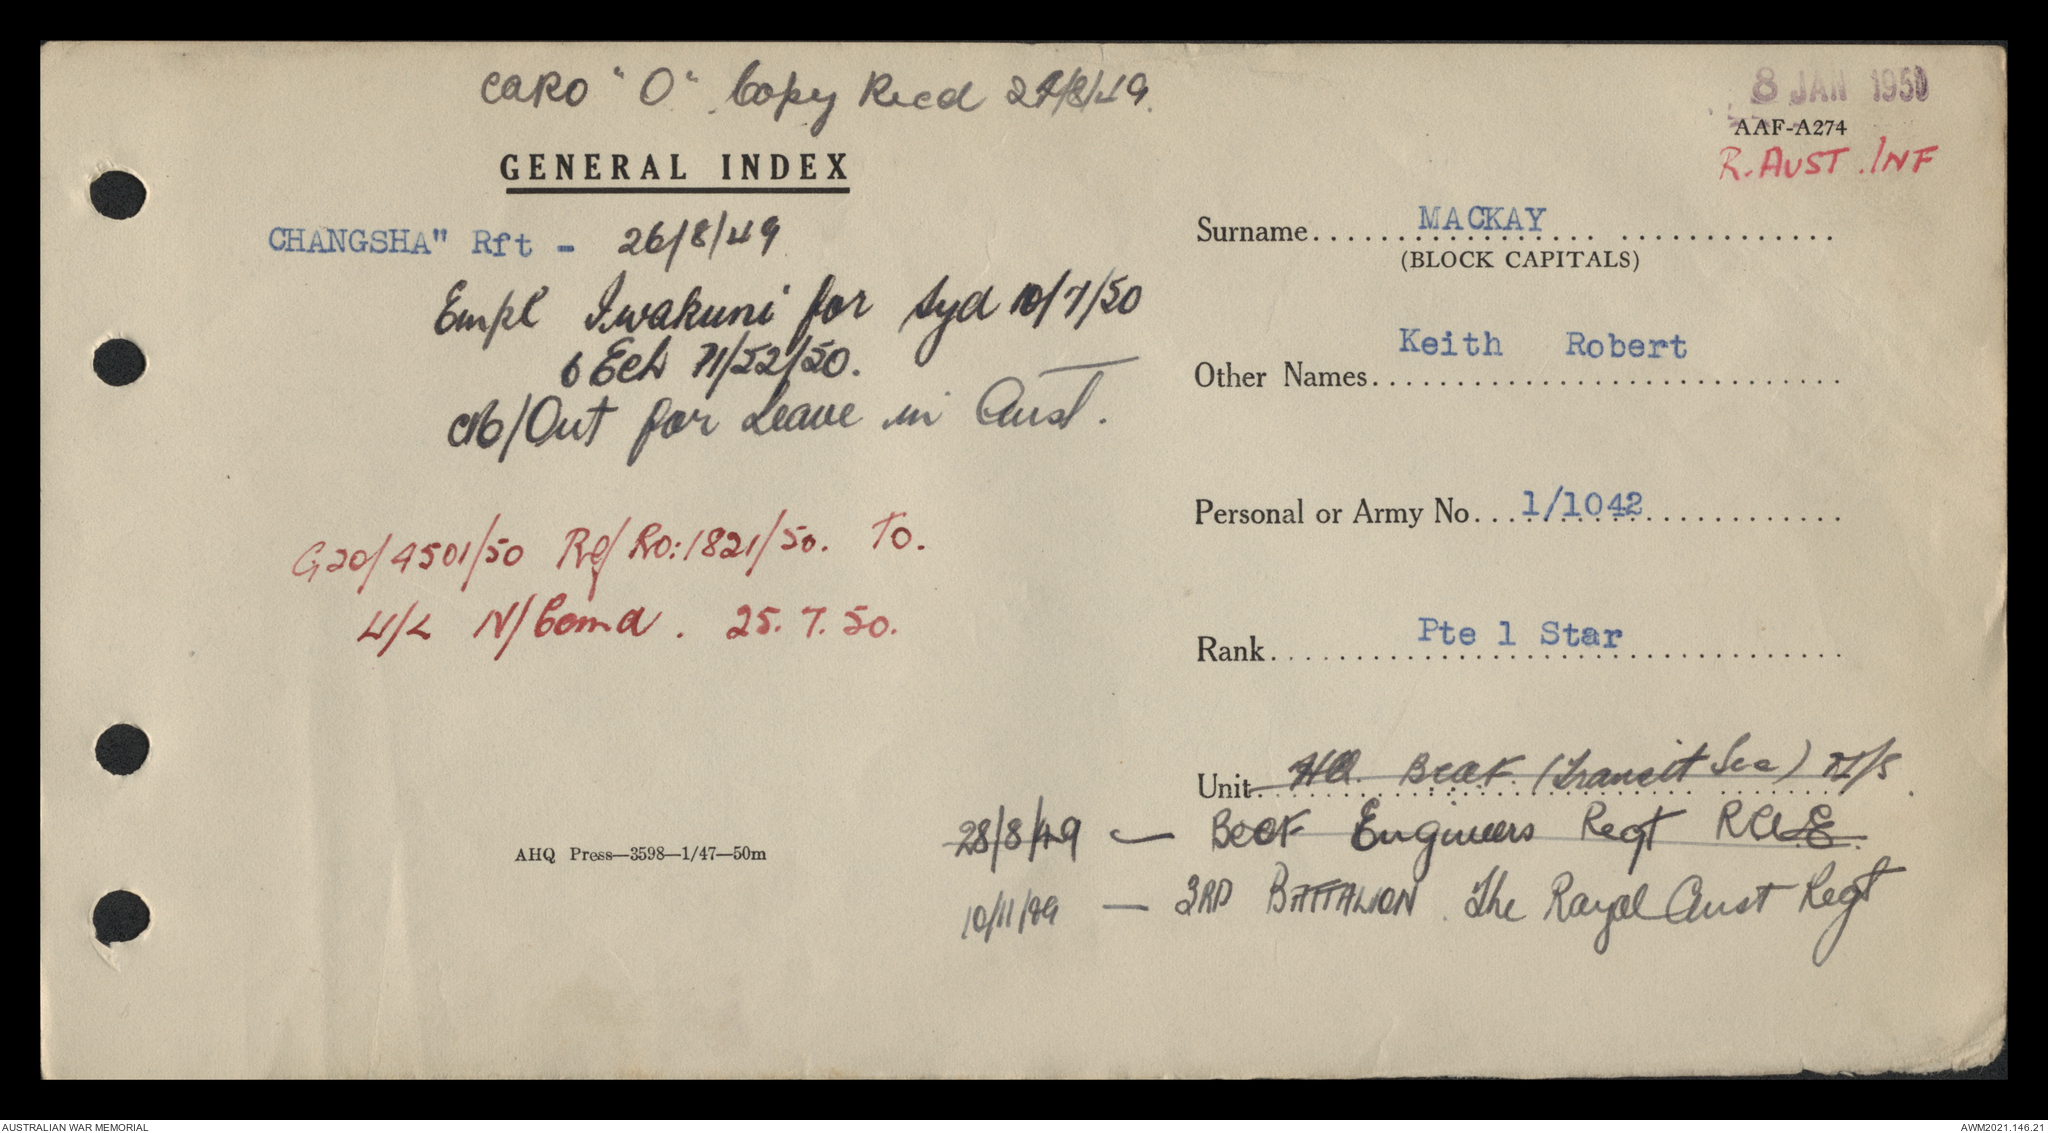 CARO "O" Copy Recd 29/8/49.
8 JAN 1950
AAF-A274
R. AUST. INF
GENERAL INDEX
CHANGSHA" Rft - 26/8/49
Empl Iwakuni for Syd 10/7/50
6 Ech 71/52/50.
/Out for Leave in Aust.
G20/4501/50 Ro:1821/50. To.
L/L N/Comd. 25.7.50.
AHQ Press—3598—1/47—50m
Surname MACKAY
(BLOCK CAPITALS)
Other Names Keith Robert
Personal or Army No. 1/1042
Rank Pte 1 Star
Unit HQ. BCOF. (Transit Sec)
28/8/49 — BCOF Engineers Regt RAE.
10/11/49 — 3RD BATTALION. The Royal Aust Regt
AUSTRALIAN WAR MEMORIAL
AWM2021.146.21